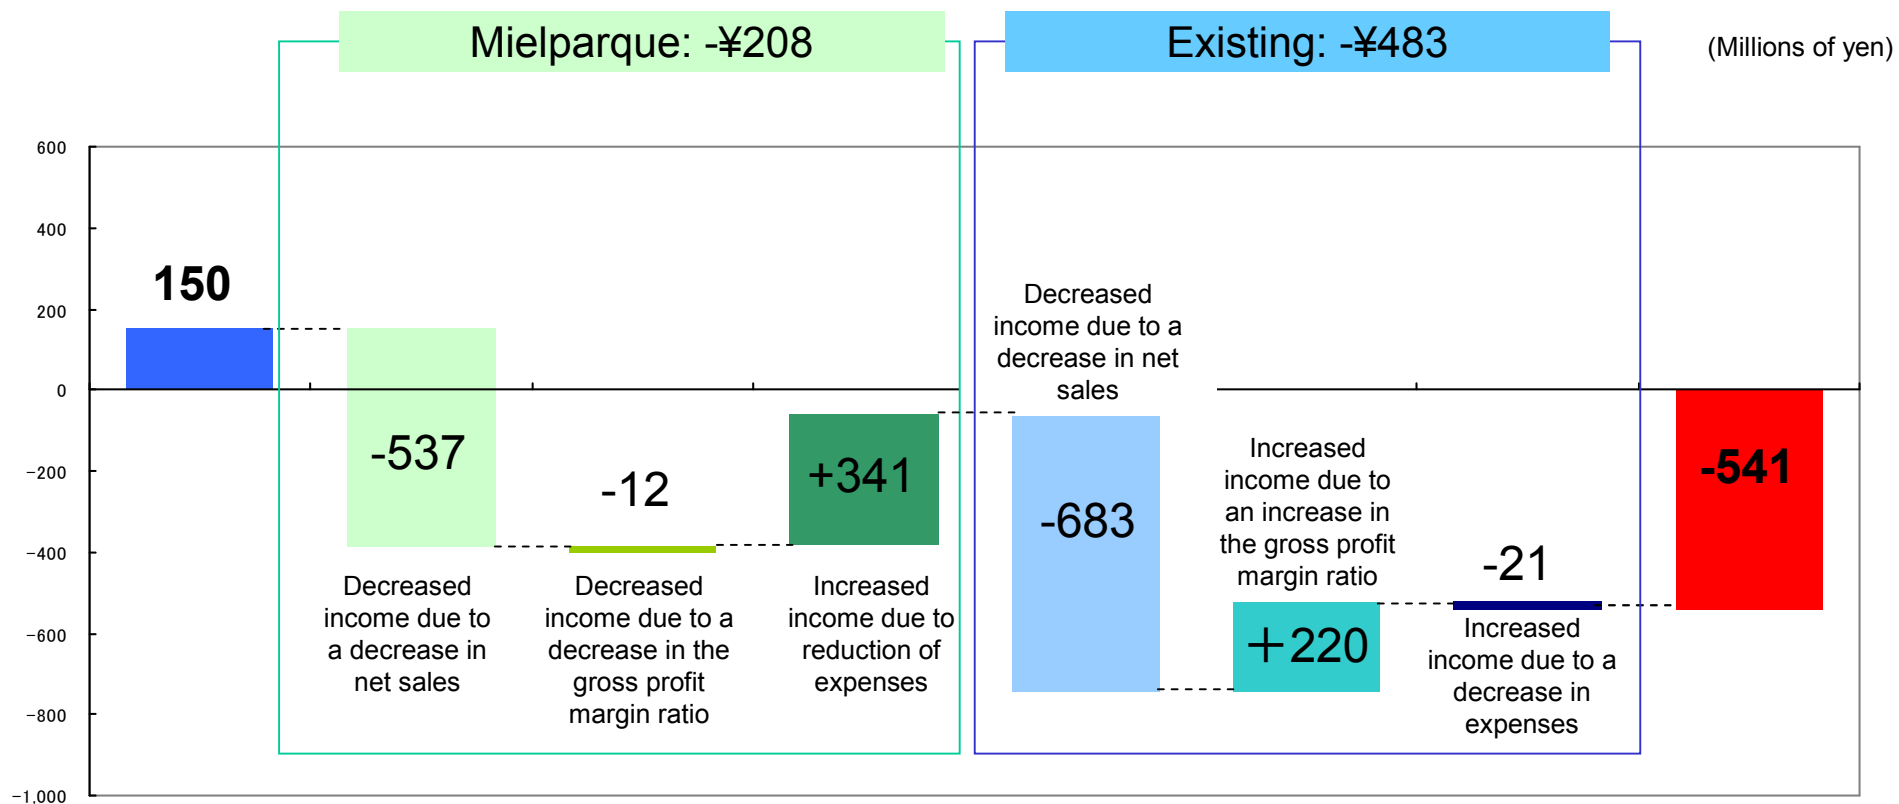 Mielparque: -¥208
Existing: -¥483
(Millions of yen)
600
400
200
0
-200
-400
-600
-800
-1,000
150
-537
Decreased
income due to
a decrease in
net sales
-12
Decreased
income due to a
decrease in the
gross profit
margin ratio
+341
Increased
income due to
reduction of
expenses
Decreased
income due to a
decrease in net
sales
-683
Increased
income due to
an increase in
the gross profit
margin ratio
+220
-21
Increased
income due to a
decrease in
expenses
-541